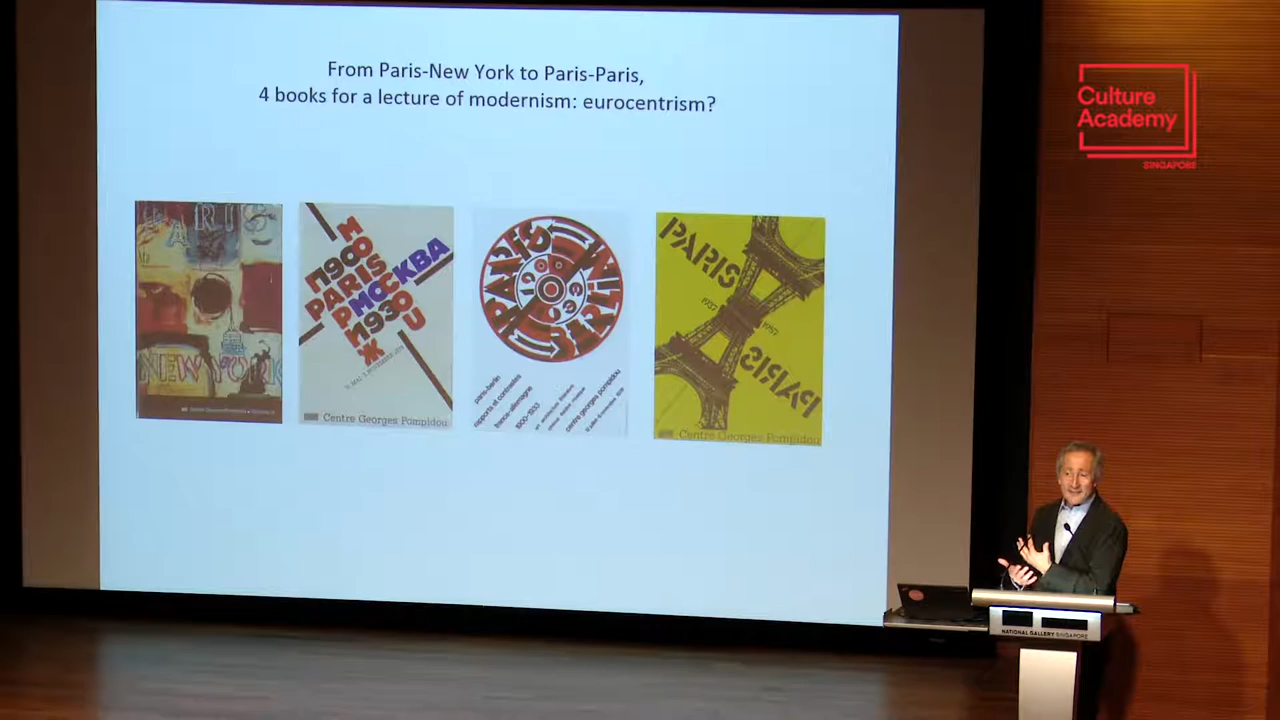 From Paris-New York to Paris-Paris,
4 books for a lecture of modernism: eurocentrism?
Culture
Academy
SINGAPORE
PARIS
NEW YORK
МОСКВА
1900
PARIS
1930
Centre Georges Pompidou
paris-berlin
rapports et contrastes
france-allemagne
1900-1933
centre georges pompidou
PARIS
1937
1957
PARIS
Centre Georges Pompidou
NATIONAL GALLERY SINGAPORE